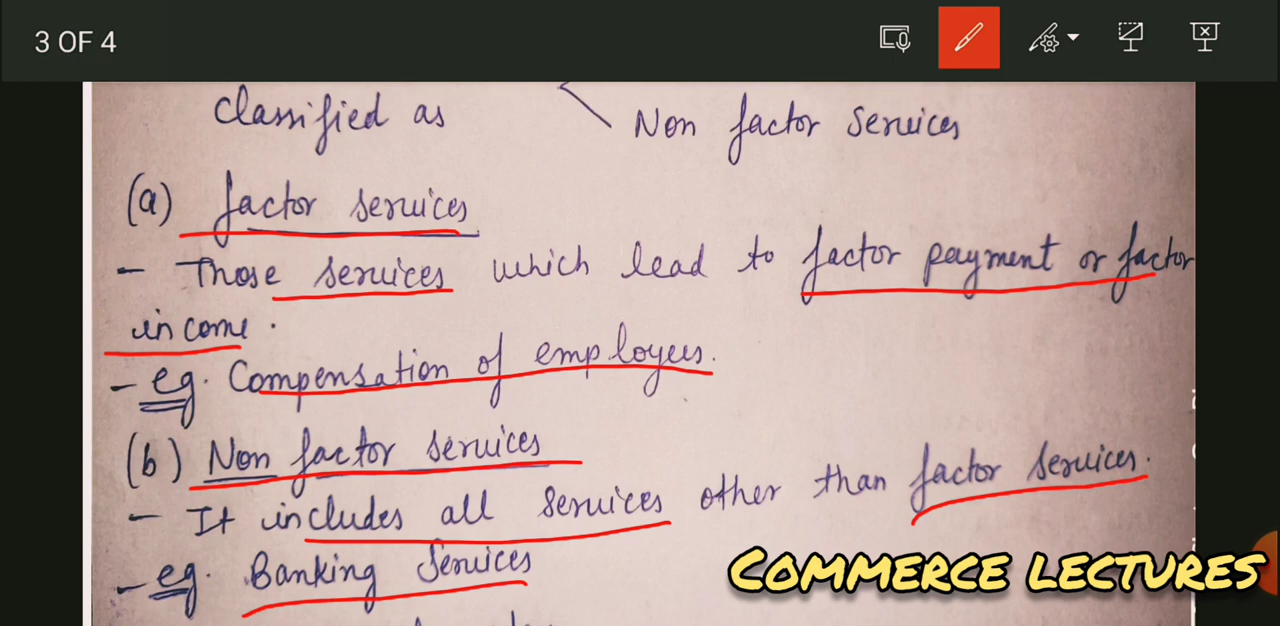 3 OF 4
Classified as
Non factor services
(a) factor services
- Those services which lead to factor payment or factor
income.
- eg. Compensation of employees.
(b) Non factor services
- It includes all services other than factor services.
- eg. Banking Services
COMMERCE LECTURES